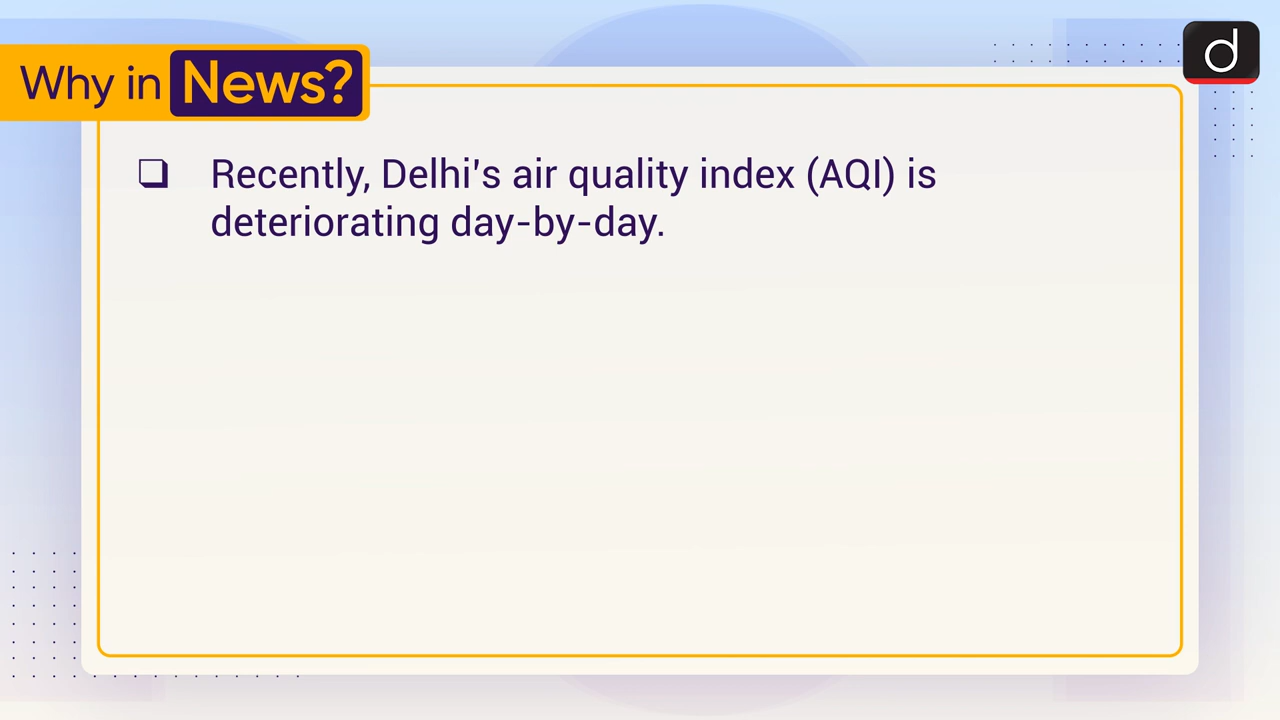 Why in News?
❑ Recently, Delhi's air quality index (AQI) is
deteriorating day-by-day.
d